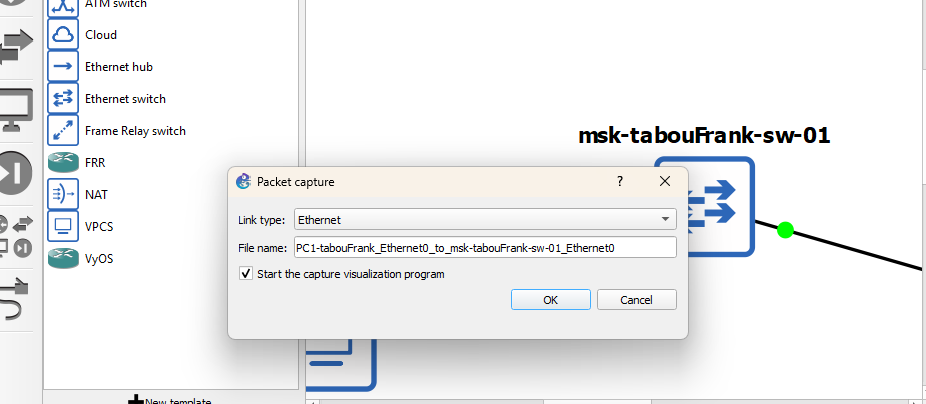 ATM switch
Cloud
Ethernet hub
Ethernet switch
Frame Relay switch
FRR
NAT
VPCS
VyOS
New template
msk-tabouFrank-sw-01
Packet capture
?
Link type:
Ethernet
File name:
PC1-tabouFrank_Ethernet0_to_msk-tabouFrank-sw-01_Ethernet0
Start the capture visualization program
OK
Cancel